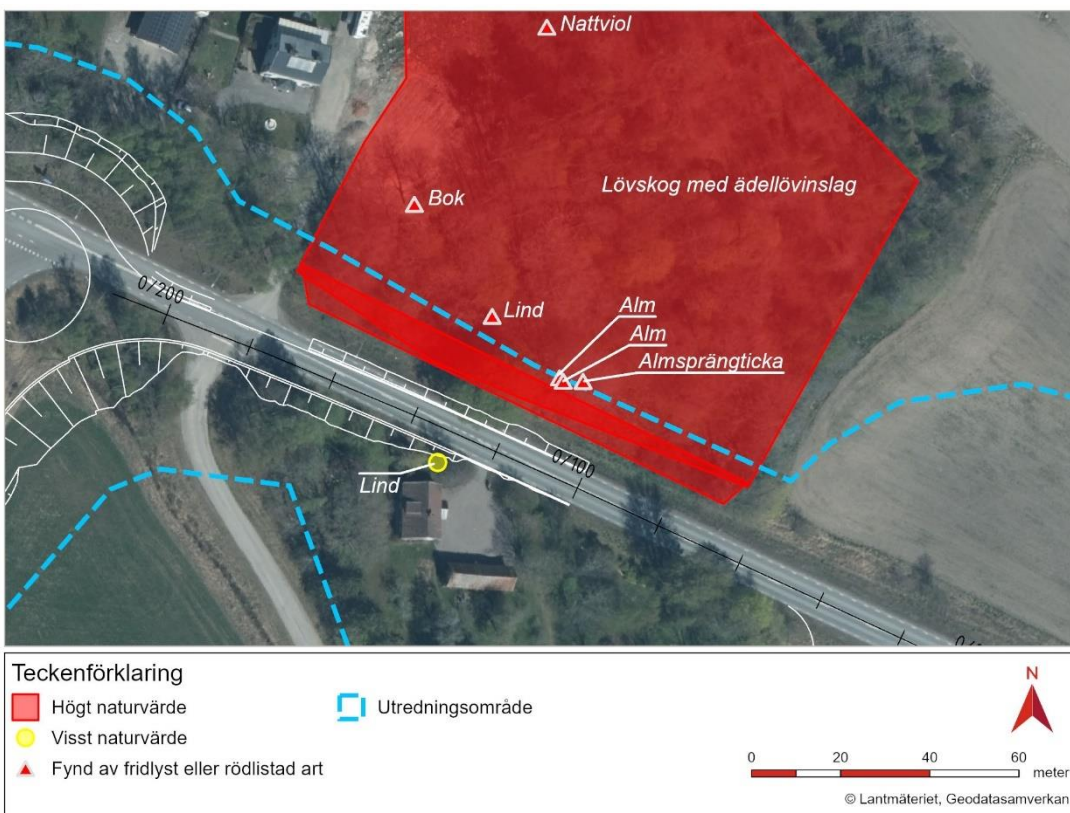 Nattviol
Lövskog med ädellövinslag
Bok
0/200
Lind
Alm
Alm
Almsprängticka
0/100
Lind
Teckenförklaring
Högt naturvärde
Utredningsområde
Visst naturvärde
Fynd av fridlyst eller rödlistad art
N
0 20 40 60
meter
© Lantmäteriet, Geodatasamverkan